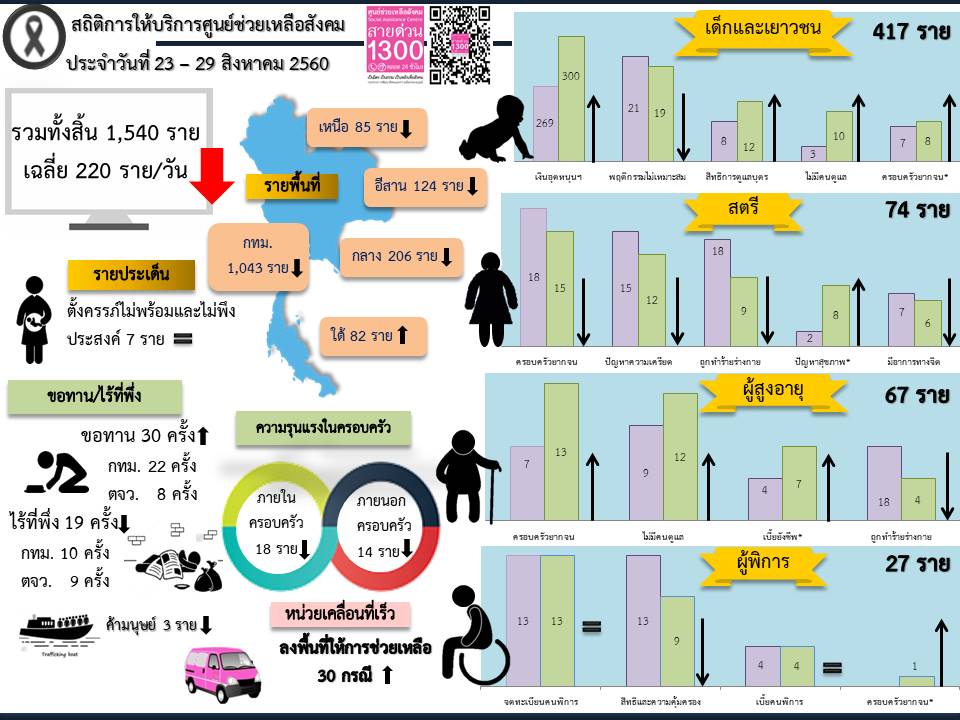 สถิติการให้บริการศูนย์ช่วยเหลือสังคม
ประจำวันที่ 23 – 29 สิงหาคม 2560
ศูนย์ช่วยเหลือสังคม
Social Assistance Centre
สายด่วน
1300
ตลอด 24 ชั่วโมง
1300
รวมทั้งสิ้น 1,540 ราย
เฉลี่ย 220 ราย/วัน
รายพื้นที่
เหนือ 85 ราย
อีสาน 124 ราย
กทม.
1,043 ราย
กลาง 206 ราย
ใต้ 82 ราย
รายประเด็น
ตั้งครรภ์ไม่พร้อมและไม่พึง
ประสงค์ 7 ราย =
ขอทาน/ไร้ที่พึ่ง
ขอทาน 30 ครั้ง
กทม. 22 ครั้ง
ตจว. 8 ครั้ง
ไร้ที่พึ่ง 19 ครั้ง
กทม. 10 ครั้ง
ตจว. 9 ครั้ง
ค้ามนุษย์ 3 ราย
Trafficking boat
ความรุนแรงในครอบครัว
ภายใน
ครอบครัว
18 ราย
ภายนอก
ครอบครัว
14 ราย
หน่วยเคลื่อนที่เร็ว
ลงพื้นที่ให้การช่วยเหลือ
30 กรณี
เด็กและเยาวชน
417 ราย
269 300 21 19 8 12 3 10 7 8
เงินอุดหนุนฯ พฤติกรรมไม่เหมาะสม สิทธิการดูแลบุตร ไม่มีคนดูแล ครอบครัวยากจน*
สตรี
74 ราย
18 15 15 12 18 9 2 8 7 6
ครอบครัวยากจน ปัญหาความเครียด ถูกทำร้ายร่างกาย ปัญหาสุขภาพ* มีอาการทางจิต
ผู้สูงอายุ
67 ราย
7 13 9 12 4 7 18 4
ครอบครัวยากจน ไม่มีคนดูแล เบี้ยยังชีพ* ถูกทำร้ายร่างกาย
ผู้พิการ
27 ราย
13 13 = 13 9 4 4 = 1
จดทะเบียนคนพิการ สิทธิและความคุ้มครอง เบี้ยคนพิการ ครอบครัวยากจน*